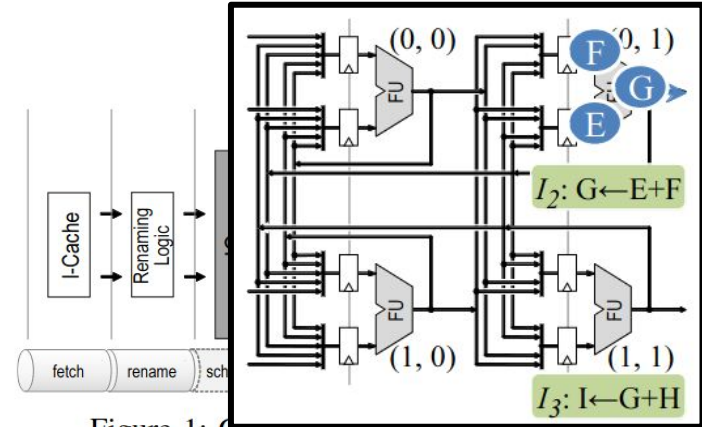 (0, 0)
F
(0, 1)
FU
G
E
I-Cache
Renaming
Logic
I₂: G←E+F
FU
FU
(1, 0)
(1, 1)
fetch
rename
sch
I₃: I←G+H
Figure 1: